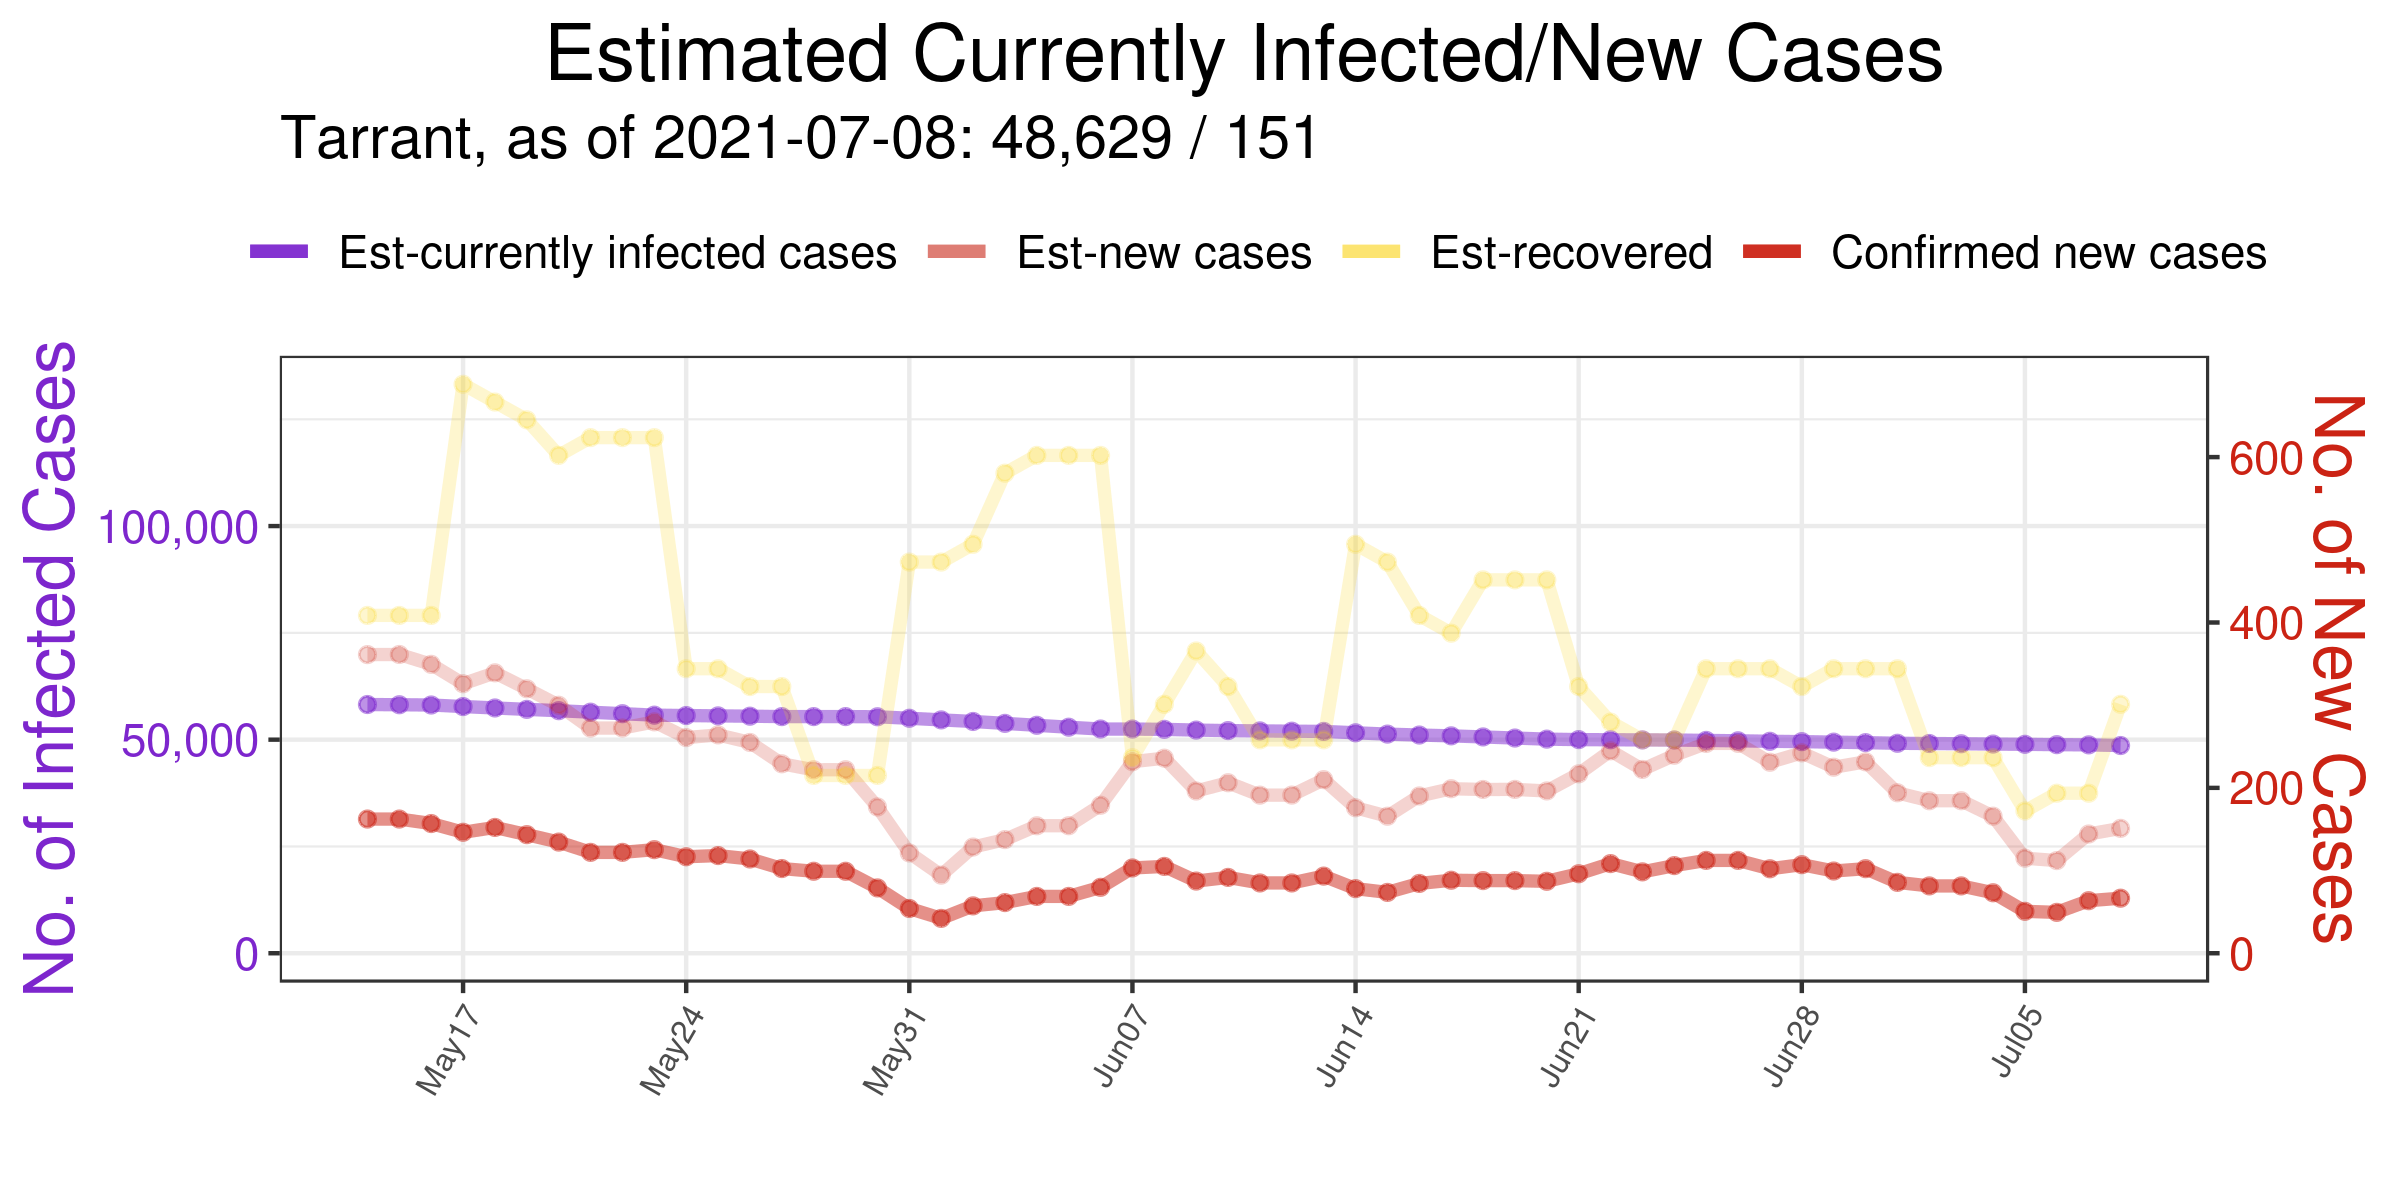 Estimated Currently Infected/New Cases
Tarrant, as of 2021-07-08: 48,629 / 151
Est-currently infected cases
Est-new cases
Est-recovered
Confirmed new cases
No. of Infected Cases
100,000
50,000
0
No. of New Cases
600
400
200
0
May17
May24
May31
Jun07
Jun14
Jun21
Jun28
Jul05